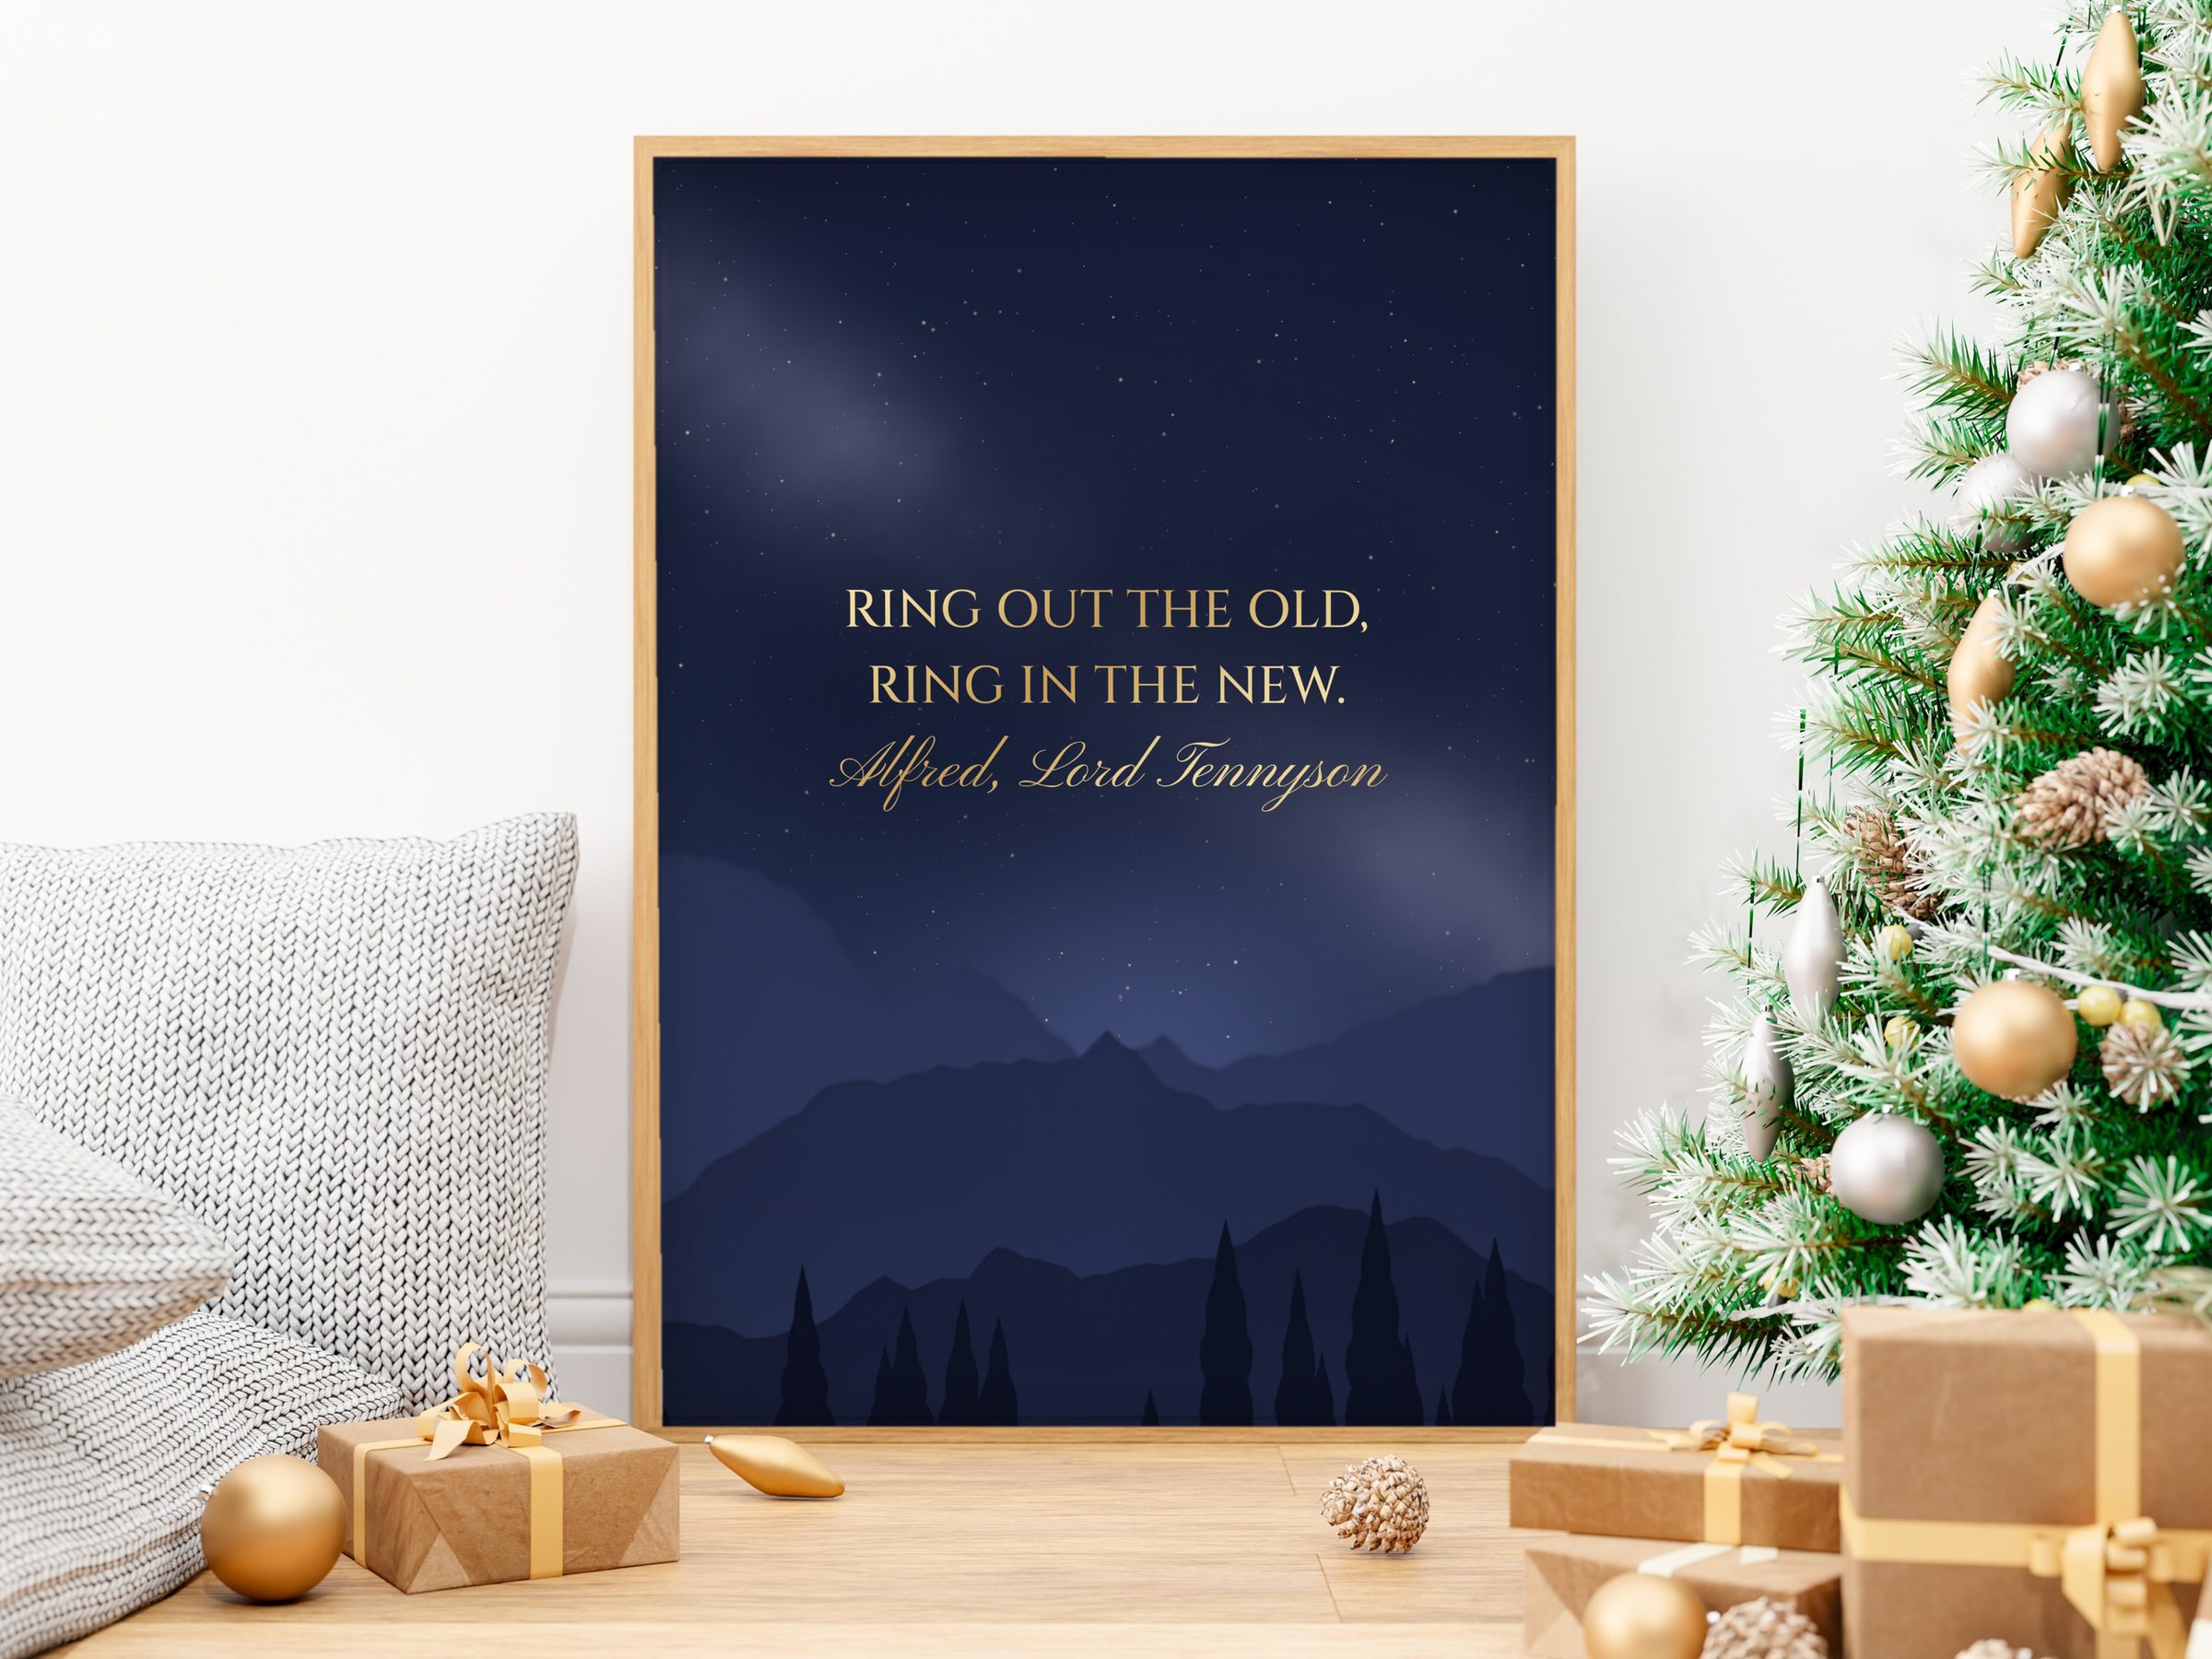 RING OUT THE OLD,
RING IN THE NEW.
Alfred, Lord Tennyson